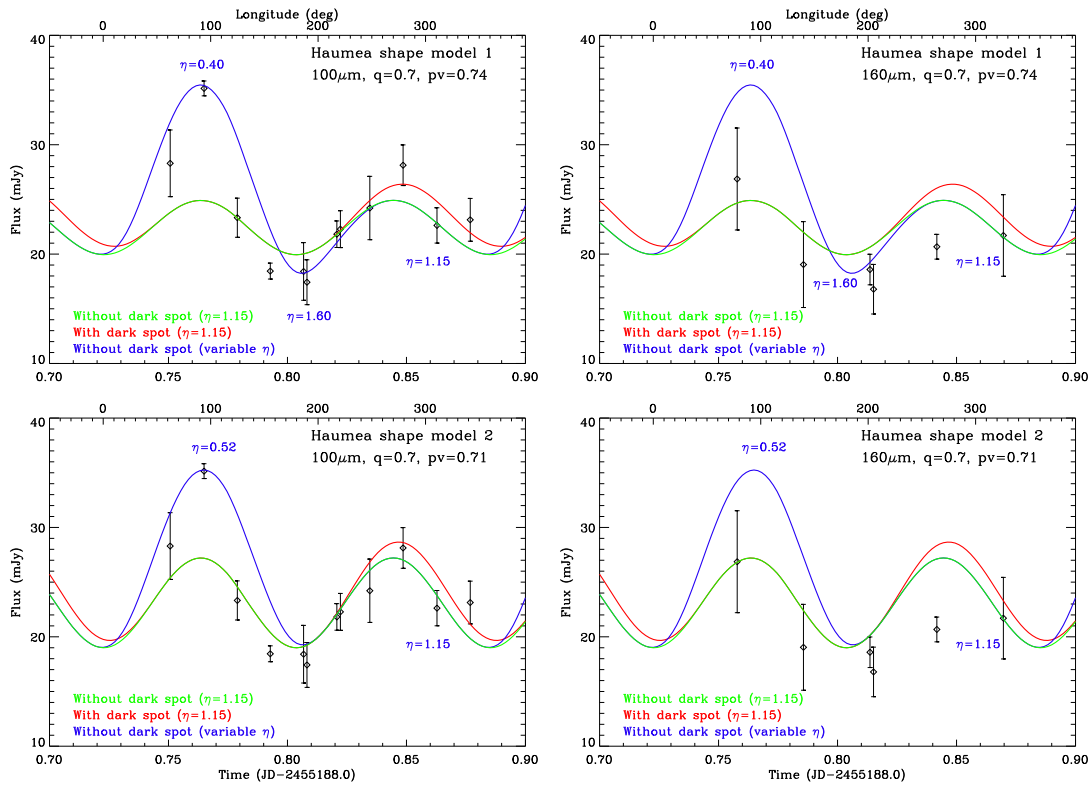 Longitude (deg)
0 100 200 300
40
30
20
10
Flux (mJy)
Haumea shape model 1
100μm, q=0.7, pv=0.74
η=0.40
η=1.15
η=1.60
Without dark spot (η=1.15)
With dark spot (η=1.15)
Without dark spot (variable η)
0.70 0.75 0.80 0.85 0.90
Longitude (deg)
0 100 200 300
40
30
20
10
Flux (mJy)
Haumea shape model 1
160μm, q=0.7, pv=0.74
η=0.40
η=1.15
η=1.60
Without dark spot (η=1.15)
With dark spot (η=1.15)
Without dark spot (variable η)
0.70 0.75 0.80 0.85 0.90
0 100 200 300
40
30
20
10
Flux (mJy)
Haumea shape model 2
100μm, q=0.7, pv=0.71
η=0.52
η=1.15
Without dark spot (η=1.15)
With dark spot (η=1.15)
Without dark spot (variable η)
0.70 0.75 0.80 0.85 0.90
Time (JD-2455188.0)
0 100 200 300
40
30
20
10
Flux (mJy)
Haumea shape model 2
160μm, q=0.7, pv=0.71
η=0.52
η=1.15
Without dark spot (η=1.15)
With dark spot (η=1.15)
Without dark spot (variable η)
0.70 0.75 0.80 0.85 0.90
Time (JD-2455188.0)